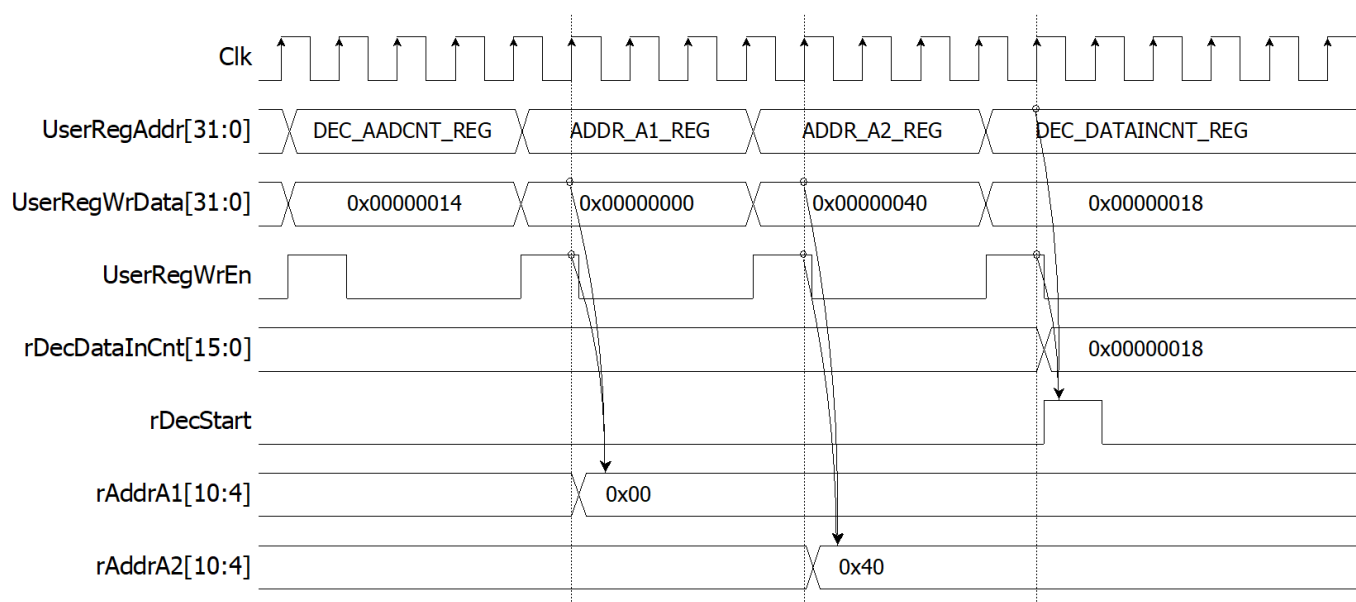 Clk
UserRegAddr[31:0] DEC_AADCNT_REG ADDR_A1_REG ADDR_A2_REG DEC_DATAINCNT_REG
UserRegWrData[31:0] 0x00000014 0x00000000 0x00000040 0x00000018
UserRegWrEn
rDecDataInCnt[15:0] 0x00000018
rDecStart
rAddrA1[10:4] 0x00
rAddrA2[10:4] 0x40